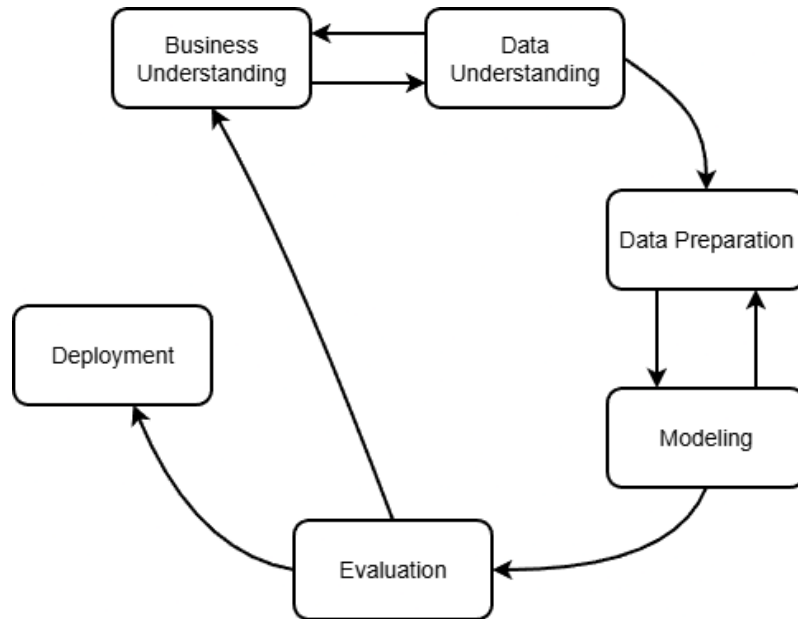 Business
Understanding
Data
Understanding
Data Preparation
Deployment
Modeling
Evaluation